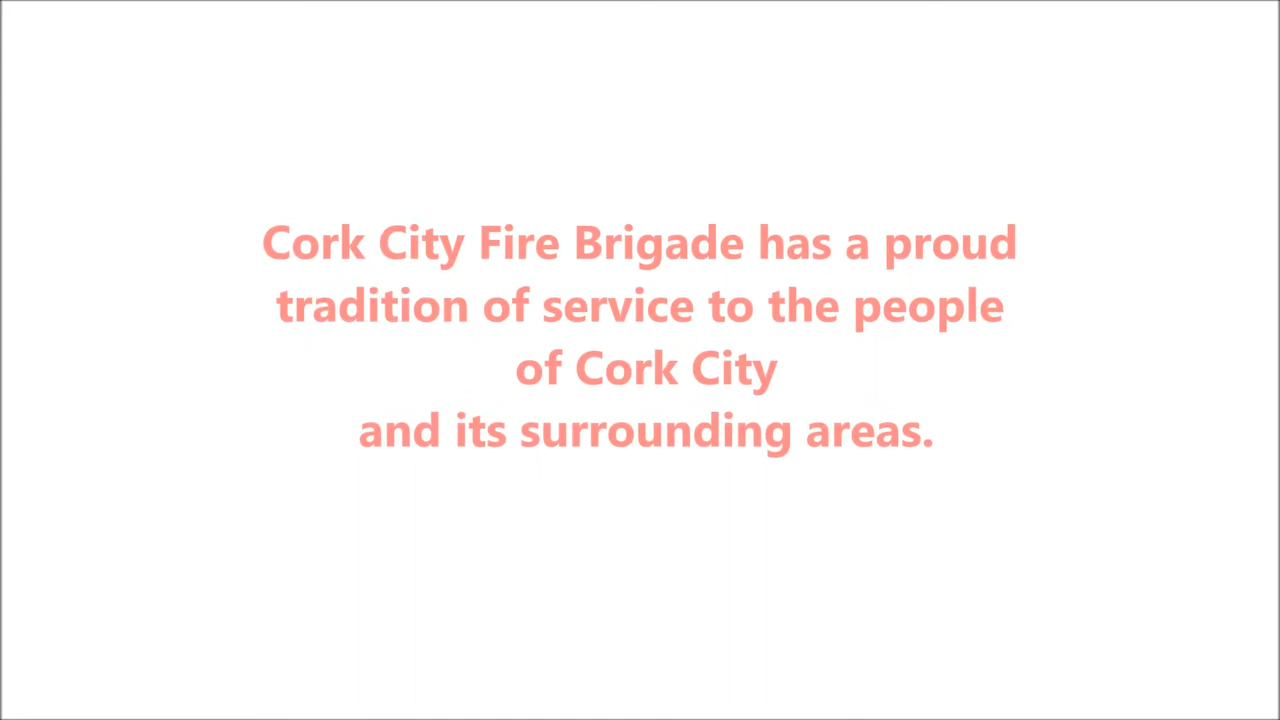 Cork City Fire Brigade has a proud
tradition of service to the people
of Cork City
and its surrounding areas.